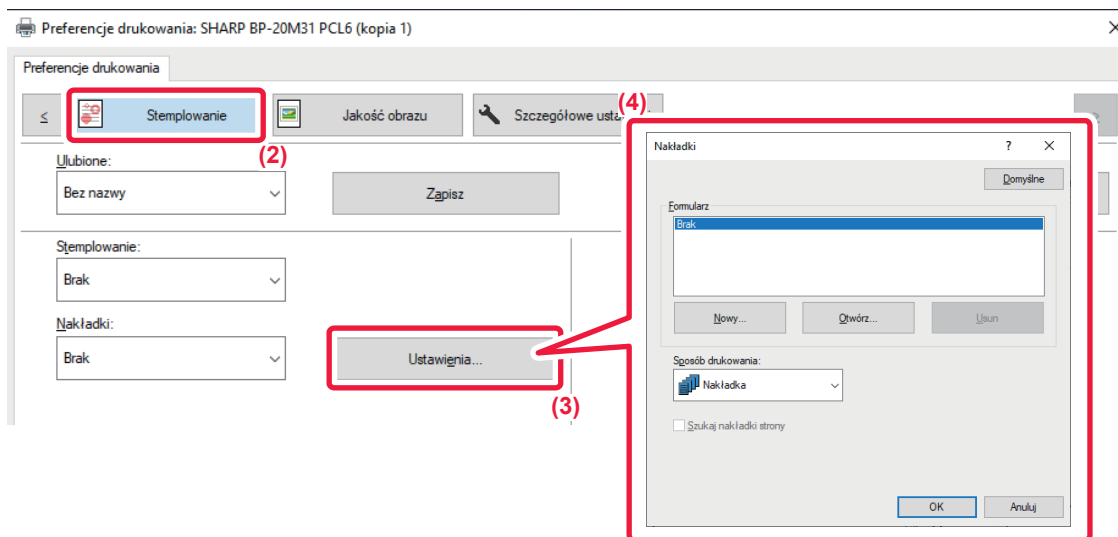 Preferencje drukowania: SHARP BP-20M31 PCL6 (kopia 1)
Preferencje drukowania
<
Stemplowanie
Jakość obrazu
Szczegółowe usta
(4)
(2)
Ulubione:
Bez nazwy
Zapisz
Stemplowanie:
Brak
Nakładki:
Brak
Ustawienia...
(3)
Nakładki
?
Domyślne
Formularz
Brak
Nowy...
Otwórz...
Usun
Sposób drukowania:
Nakładka
Szukaj nakładki strony
OK
Anuluj